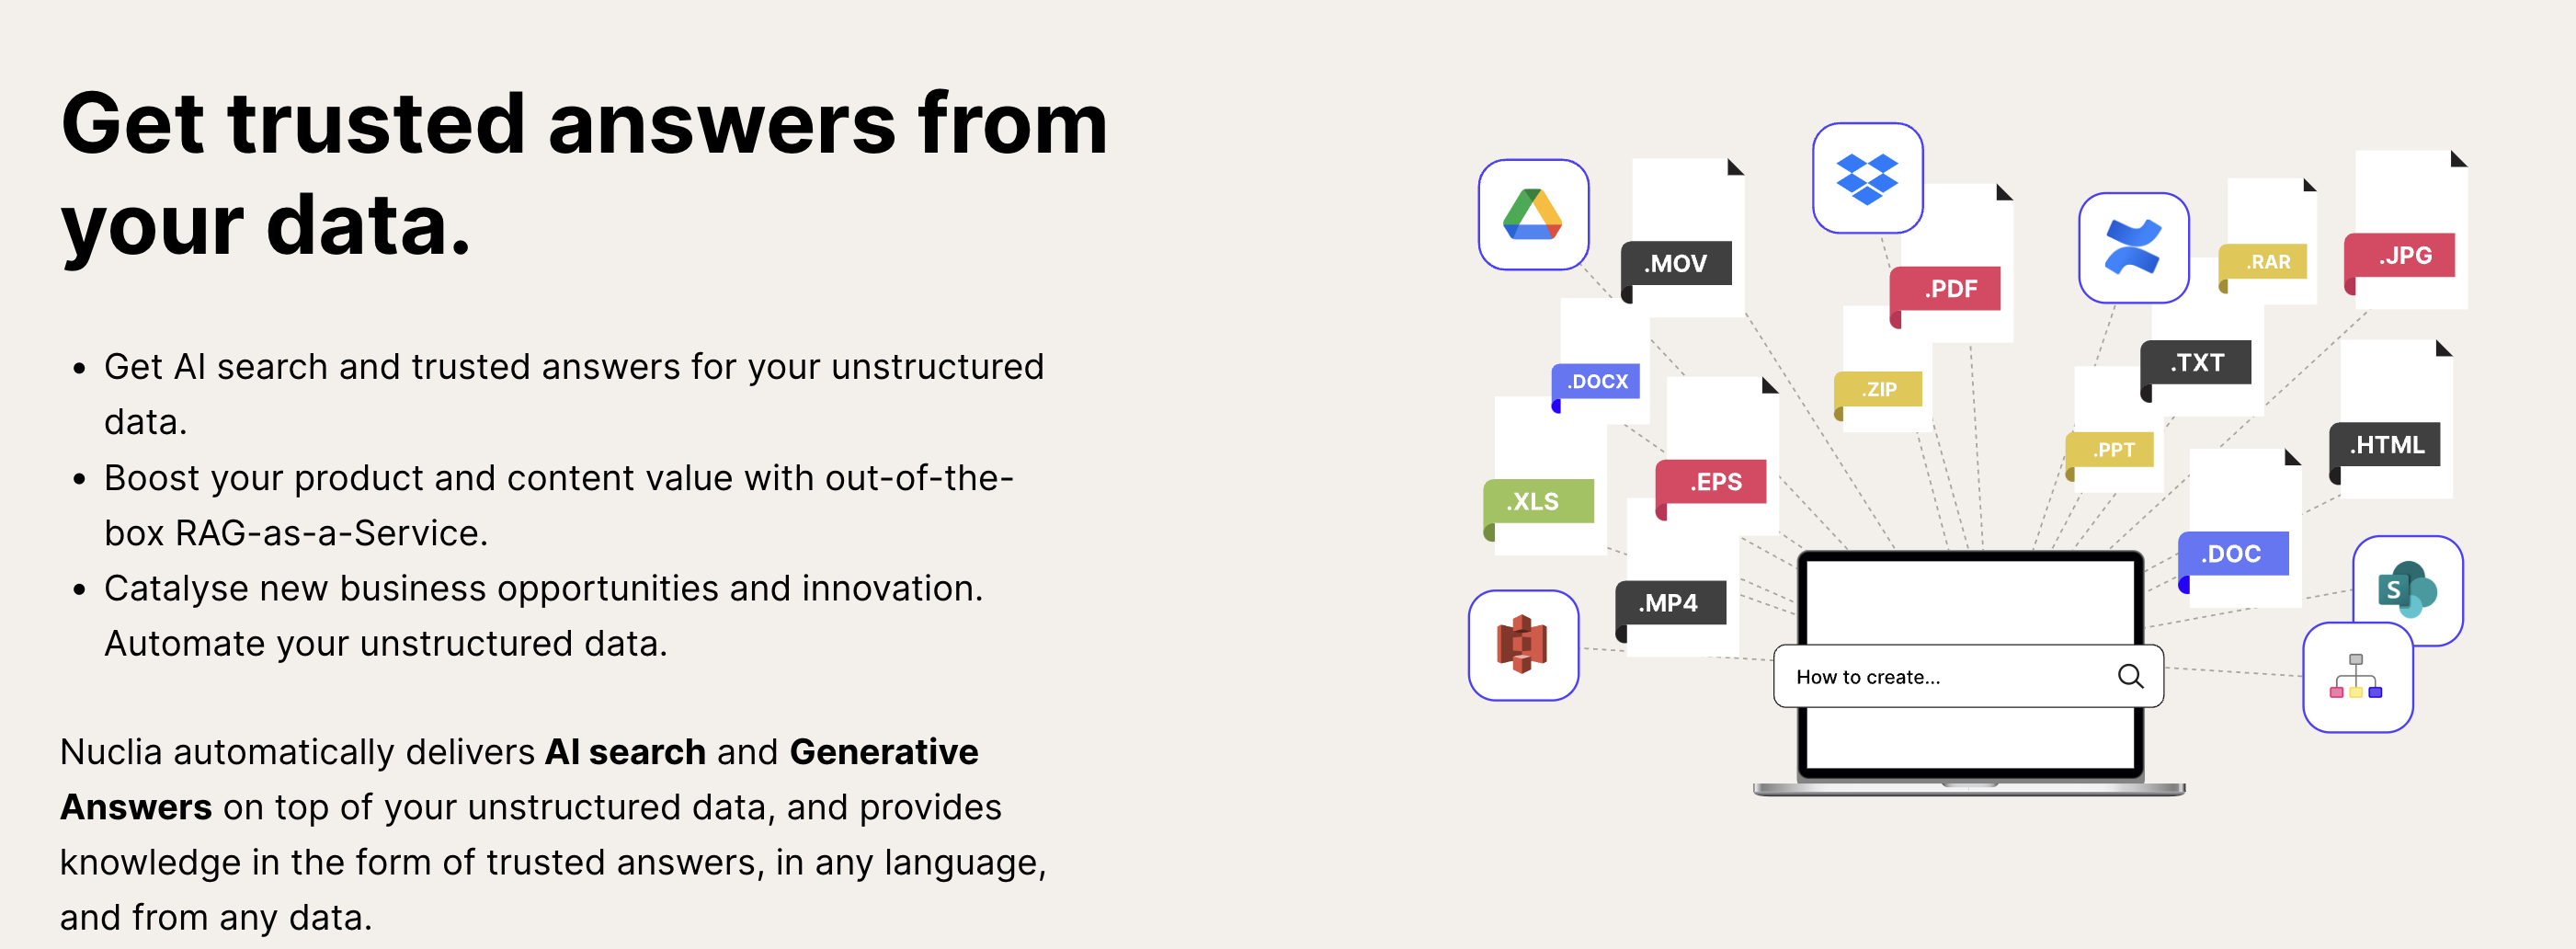 Get trusted answers from
your data.
• Get AI search and trusted answers for your unstructured
data.
• Boost your product and content value with out-of-the-
box RAG-as-a-Service.
• Catalyse new business opportunities and innovation.
Automate your unstructured data.
Nuclia automatically delivers AI search and Generative
Answers on top of your unstructured data, and provides
knowledge in the form of trusted answers, in any language,
and from any data.
.MOV
.PDF
.RAR
.JPG
.DOCX
.ZIP
.TXT
.PPT
.HTML
.XLS
.EPS
.DOC
.MP4
S
How to create...